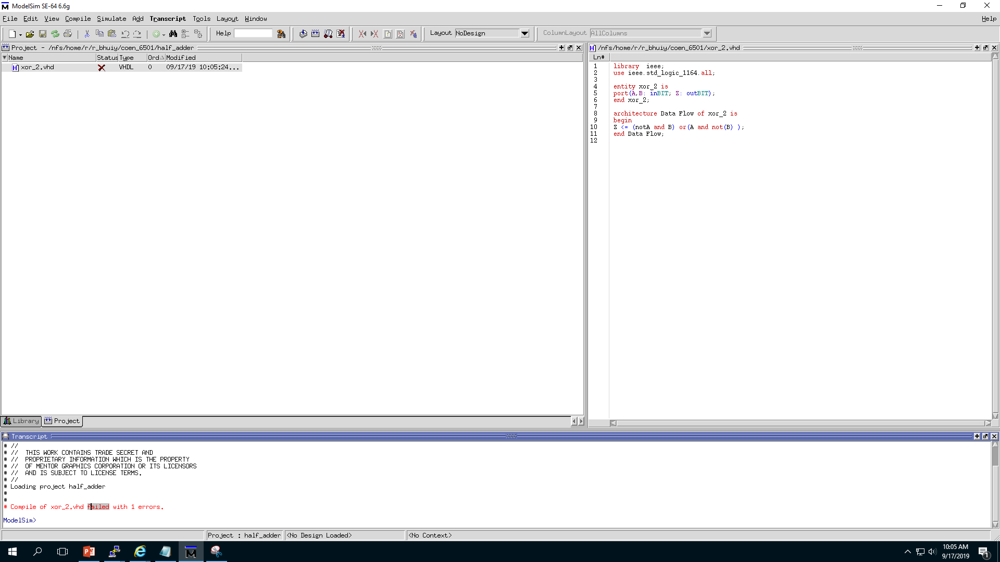 ModelSim SE-64 6.6g
File Edit View Compile Simulate Add Transcript Tools Layout Window Help
Help Layout NoDesign ColumnLayout AllColumns
Project - /nfs/home/r/r_bhuiy/coen_6501/half_adder
Name Status Type Ord Modified
xor_2.vhd VHDL 0 09/17/19 10:05:24...
/nfs/home/r/r_bhuiy/coen_6501/xor_2.vhd
Ln#
1 library  ieee;
2 use ieee.std_logic_1164.all;
3
4 entity xor_2 is
5 port(A,B: inBIT; Z: outBIT);
6 end xor_2;
7
8 architecture Data Flow of xor_2 is
9 begin
10 Z <= (notA and B) or(A and not(B) );
11 end Data Flow;
12
Library Project
Transcript
# //
# //  THIS WORK CONTAINS TRADE SECRET AND
# //  PROPRIETARY INFORMATION WHICH IS THE PROPERTY
# //  OF MENTOR GRAPHICS CORPORATION OR ITS LICENSORS
# //  AND IS SUBJECT TO LICENSE TERMS.
# //
# Loading project half_adder
#
#
# Compile of xor_2.vhd failed with 1 errors.
ModelSim>
Project : half_adder <No Design Loaded> <No Context>
10:05 AM
9/17/2019
1